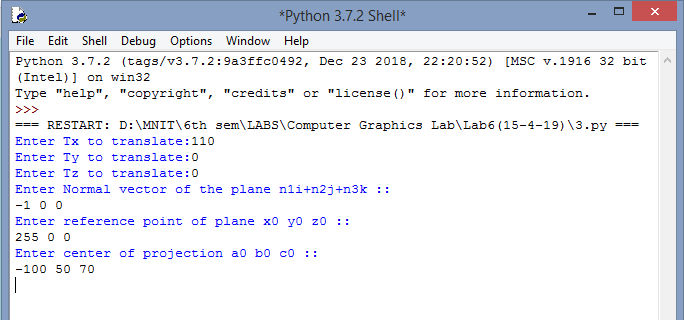 *Python 3.7.2 Shell*
File Edit Shell Debug Options Window Help
Python 3.7.2 (tags/v3.7.2:9a3ffc0492, Dec 23 2018, 22:20:52) [MSC v.1916 32 bit
(Intel)] on win32
Type "help", "copyright", "credits" or "license()" for more information.
>>>
=== RESTART: D:\MNIT\6th sem\LABS\Computer Graphics Lab\Lab6(15-4-19)\3.py ===
Enter Tx to translate:110
Enter Ty to translate:0
Enter Tz to translate:0
Enter Normal vector of the plane n1i+n2j+n3k ::
-1 0 0
Enter reference point of plane x0 y0 z0 ::
255 0 0
Enter center of projection a0 b0 c0 ::
-100 50 70